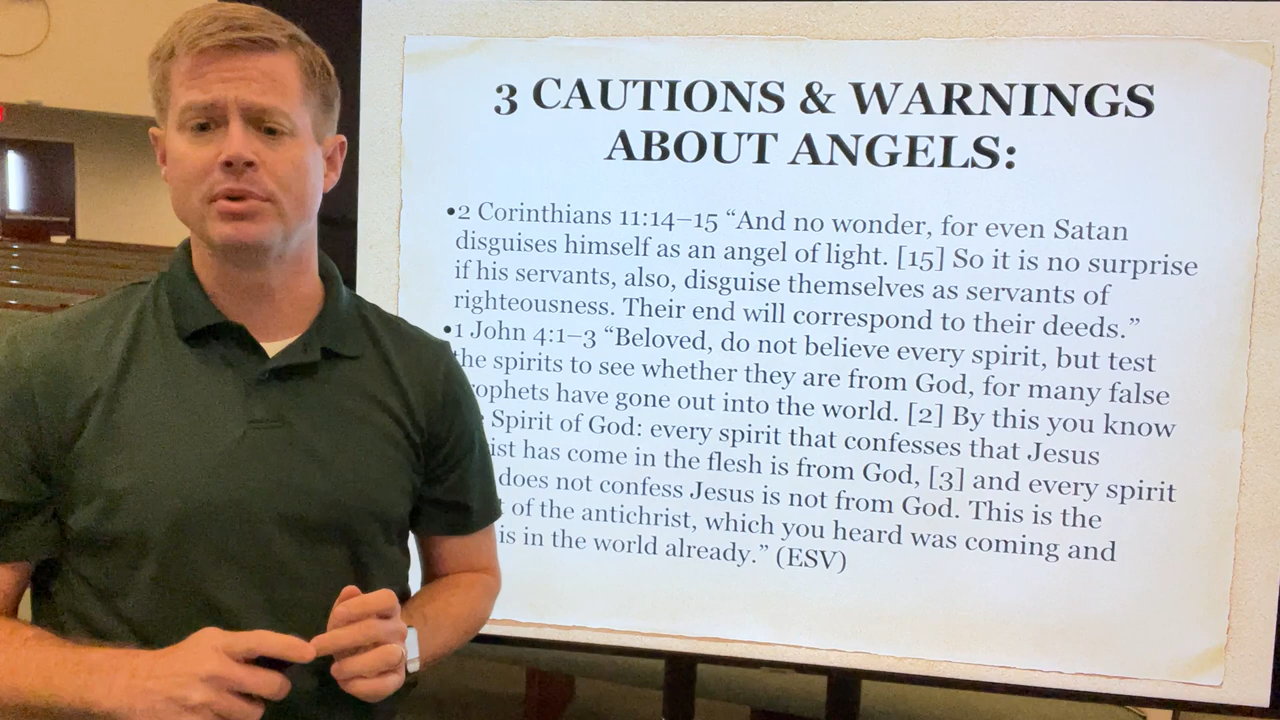 3 CAUTIONS & WARNINGS
ABOUT ANGELS:
•2 Corinthians 11:14–15 “And no wonder, for even Satan
disguises himself as an angel of light. [15] So it is no surprise
if his servants, also, disguise themselves as servants of
righteousness. Their end will correspond to their deeds.”
•1 John 4:1–3 “Beloved, do not believe every spirit, but test
the spirits to see whether they are from God, for many false
ophets have gone out into the world. [2] By this you know
Spirit of God: every spirit that confesses that Jesus
ist has come in the flesh is from God, [3] and every spirit
does not confess Jesus is not from God. This is the
of the antichrist, which you heard was coming and
is in the world already.” (ESV)